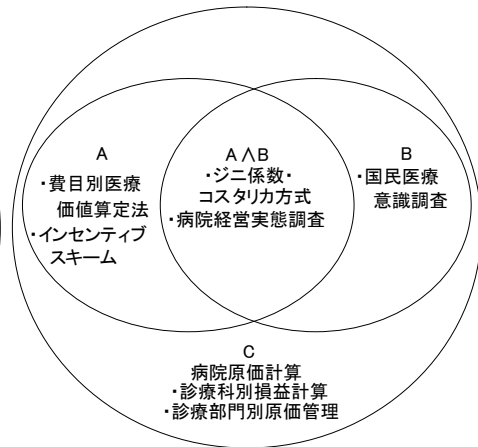 A
・費目別医療
価値算定法
・インセンティブ
スキーム
A∧B
・ジニ係数・
コスタリカ方式
・病院経営実態調査
B
・国民医療
意識調査
C
病院原価計算
・診療科別損益計算
・診療部門別原価管理